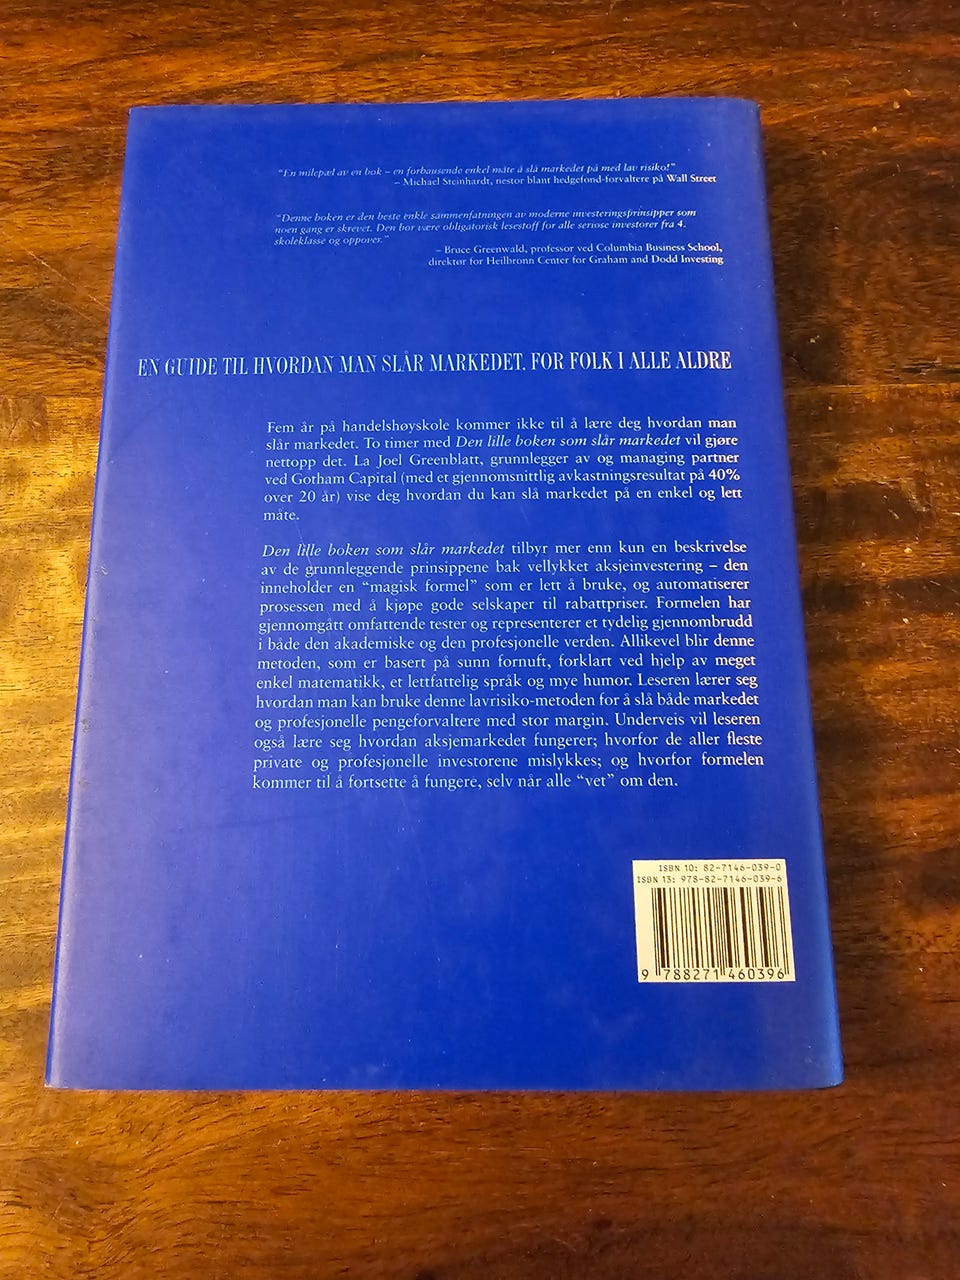 "En milepæl av en bok – en forbausende enkel måte å slå markedet på med lav risiko!"
– Michael Steinhardt, nestor blant hedgefond-forvaltere på Wall Street
"Denne boken er den beste enkle sammenfatningen av moderne investeringsprinsipper som
noen gang er skrevet. Den bør være obligatorisk lesestoff for alle seriøse investorer fra 4.
skoleklasse og oppover."
– Bruce Greenwald, professor ved Columbia Business School,
direktør for Heilbronn Center for Graham and Dodd Investing
EN GUIDE TIL HVORDAN MAN SLÅR MARKEDET. FOR FOLK I ALLE ALDRE
Fem år på handelshøyskole kommer ikke til å lære deg hvordan man
slår markedet. To timer med Den lille boken som slår markedet vil gjøre
nettopp det. La Joel Greenblatt, grunnlegger av og managing partner
ved Gotham Capital (med et gjennomsnittlig avkastningsresultat på 40%
over 20 år) vise deg hvordan du kan slå markedet på en enkel og lett
måte.
Den lille boken som slår markedet tilbyr mer enn kun en beskrivelse
av de grunnleggende prinsippene bak vellykket aksjeinvestering – den
inneholder en "magisk formel" som er lett å bruke, og automatiserer
prosessen med å kjøpe gode selskaper til rabattpriser. Formelen har
gjennomgått omfattende tester og representerer et tydelig gjennombrudd
i både den akademiske og den profesjonelle verden. Allikevel blir denne
metoden, som er basert på sunn fornuft, forklart ved hjelp av meget
enkel matematikk, et lettfattelig språk og mye humor. Leseren lærer seg
hvordan man kan bruke denne lavrisiko-metoden for å slå både markedet
og profesjonelle pengeforvaltere med stor margin. Underveis vil leseren
også lære seg hvordan aksjemarkedet fungerer; hvorfor de aller fleste
private og profesjonelle investorene mislykkes; og hvorfor formelen
kommer til å fortsette å fungere, selv når alle "vet" om den.
ISBN 10: 82-7146-039-0
ISBN 13: 978-82-7146-039-6
9 788271 460396